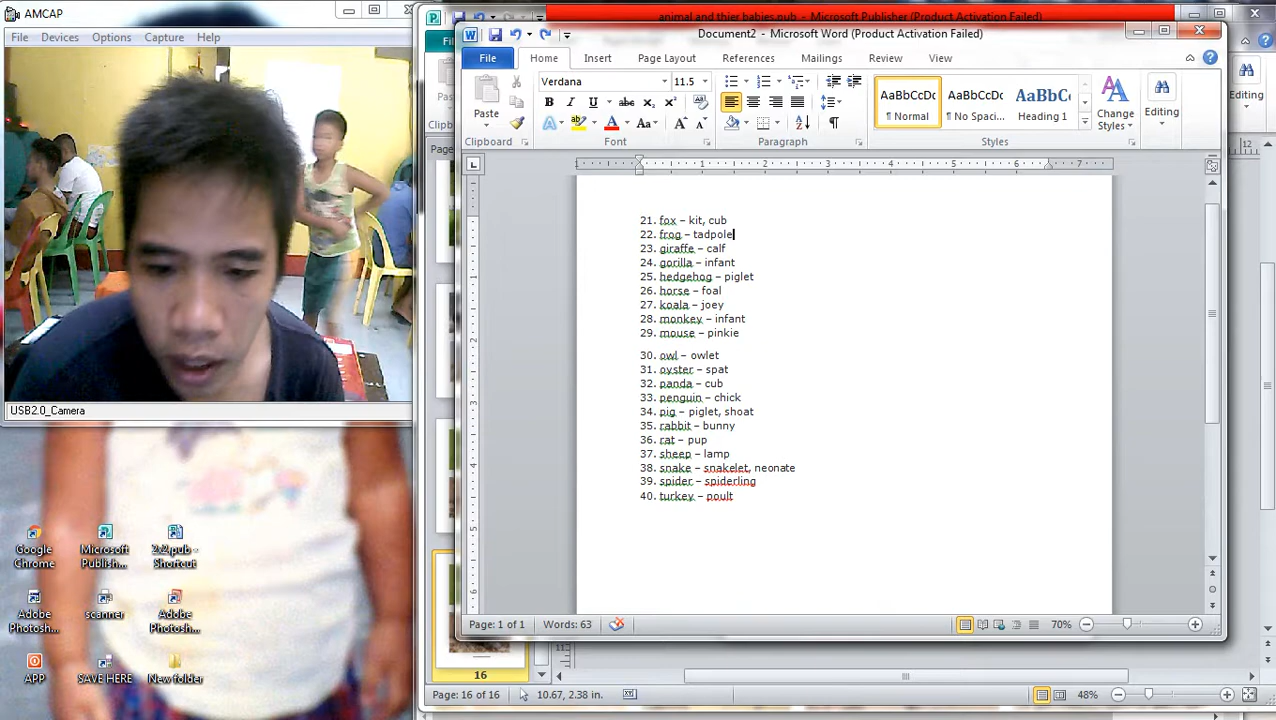 AMCAP
File Devices Options Capture Help
USB2.0_Camera
Google Chrome
Microsoft Publish...
2x2.pub - Shortcut
Adobe Photosh...
scanner
Adobe Photosh...
APP
SAVE HERE
New folder
animal and thier babies.pub - Microsoft Publisher (Product Activation Failed)
Document2 - Microsoft Word (Product Activation Failed)
File Home Insert Page Layout References Mailings Review View
Verdana 11.5
Paste
Clipboard
Font
Paragraph
AaBbCcDc AaBbCcDc AaBbC
¶ Normal ¶ No Spaci... Heading 1
Change Styles
Styles
Editing
Editing
21. fox – kit, cub
22. frog – tadpole
23. giraffe – calf
24. gorilla – infant
25. hedgehog – piglet
26. horse – foal
27. koala – joey
28. monkey – infant
29. mouse – pinkie
30. owl – owlet
31. oyster – spat
32. panda – cub
33. penguin – chick
34. pig – piglet, shoat
35. rabbit – bunny
36. rat – pup
37. sheep – lamp
38. snake – snakelet, neonate
39. spider – spiderling
40. turkey – poult
Page: 1 of 1 Words: 63 70%
16
Page: 16 of 16 10.67, 2.38 in. 48%